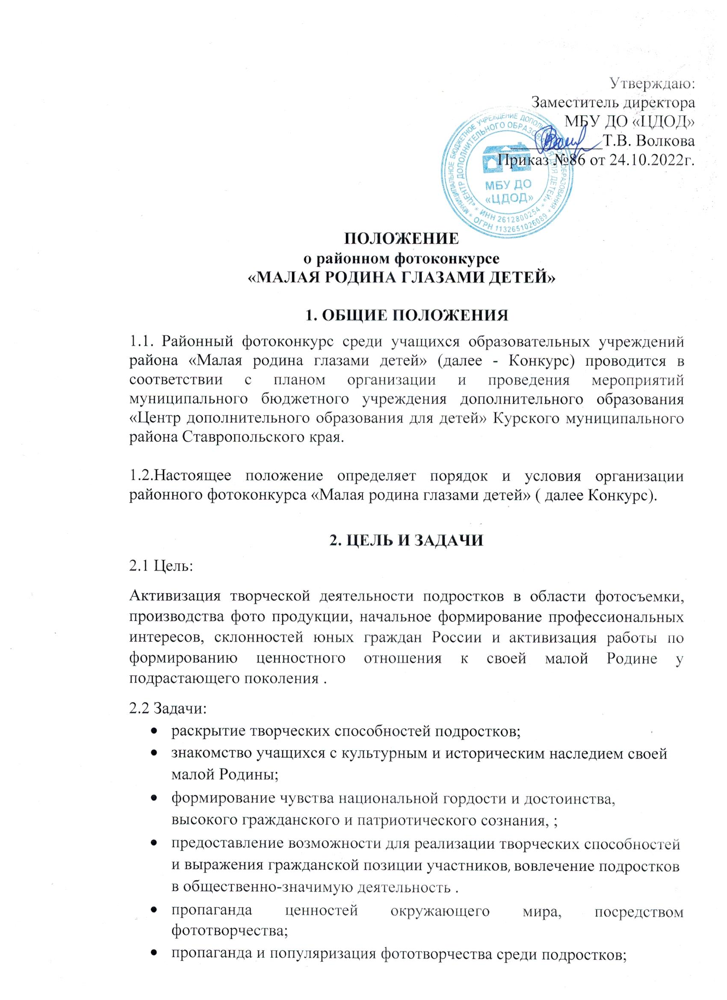 Утверждаю:
Заместитель директора
МБУ ДО «ЦДОД»
Т.В. Волкова
Приказ №86 от 24.10.2022г.
МУНИЦИПАЛЬНОЕ БЮДЖЕТНОЕ УЧРЕЖДЕНИЕ ДОПОЛНИТЕЛЬНОГО ОБРАЗОВАНИЯ * ОГРН 1132651026089 *
«ЦЕНТР ДОПОЛНИТЕЛЬНОГО ОБРАЗОВАНИЯ ДЛЯ ДЕТЕЙ» * ИНН 2612800254 *
МБУ ДО
«ЦДОД»
ПОЛОЖЕНИЕ
о районном фотоконкурсе
«МАЛАЯ РОДИНА ГЛАЗАМИ ДЕТЕЙ»
1. ОБЩИЕ ПОЛОЖЕНИЯ
1.1. Районный фотоконкурс среди учащихся образовательных учреждений
района «Малая родина глазами детей» (далее - Конкурс) проводится в
соответствии с планом организации и проведения мероприятий
муниципального бюджетного учреждения дополнительного образования
«Центр дополнительного образования для детей» Курского муниципального
района Ставропольского края.
1.2.Настоящее положение определяет порядок и условия организации
районного фотоконкурса «Малая родина глазами детей» ( далее Конкурс).
2. ЦЕЛЬ И ЗАДАЧИ
2.1 Цель:
Активизация творческой деятельности подростков в области фотосъемки,
производства фото продукции, начальное формирование профессиональных
интересов, склонностей юных граждан России и активизация работы по
формированию ценностного отношения к своей малой Родине у
подрастающего поколения .
2.2 Задачи:
• раскрытие творческих способностей подростков;
• знакомство учащихся с культурным и историческим наследием своей
малой Родины;
• формирование чувства национальной гордости и достоинства,
высокого гражданского и патриотического сознания, ;
• предоставление возможности для реализации творческих способностей
и выражения гражданской позиции участников, вовлечение подростков
в общественно-значимую деятельность .
• пропаганда ценностей окружающего мира, посредством
фототворчества;
• пропаганда и популяризация фототворчества среди подростков;